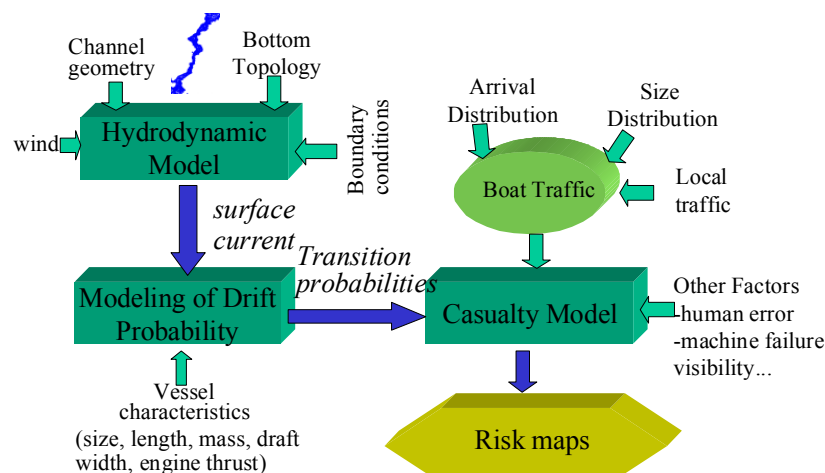 Channel
geometry
Bottom
Topology
wind
Hydrodynamic
Model
Boundary
conditions
Arrival
Distribution
Size
Distribution
Boat Traffic
Local
traffic
surface
current
Transition
probabilities
Modeling of Drift
Probability
Casualty Model
Other Factors
-human error
-machine failure
visibility...
Vessel
characteristics
(size, length, mass, draft
width, engine thrust)
Risk maps